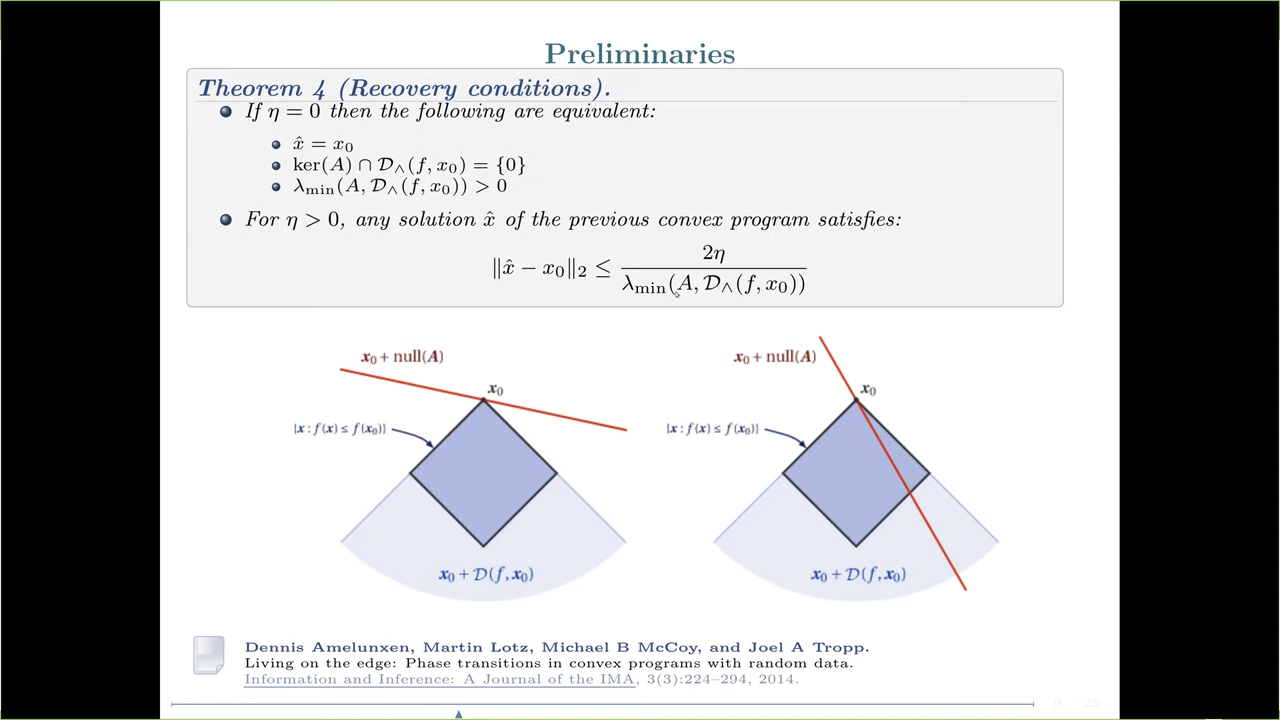 Preliminaries
Theorem 4 (Recovery conditions).
If η = 0 then the following are equivalent:
x̂ = x₀
ker(A) ∩ 𝒟∧(f, x₀) = {0}
λmin(A, 𝒟∧(f, x₀)) > 0
For η > 0, any solution x̂ of the previous convex program satisfies:
‖x̂ − x₀‖₂ ≤ 2η / λmin(A, 𝒟∧(f, x₀))
x₀ + null(A)
x₀
{x : f(x) ≤ f(x₀)}
x₀ + 𝒟(f, x₀)
x₀ + null(A)
x₀
{x : f(x) ≤ f(x₀)}
x₀ + 𝒟(f, x₀)
Dennis Amelunxen, Martin Lotz, Michael B McCoy, and Joel A Tropp.
Living on the edge: Phase transitions in convex programs with random data.
Information and Inference: A Journal of the IMA, 3(3):224–294, 2014.